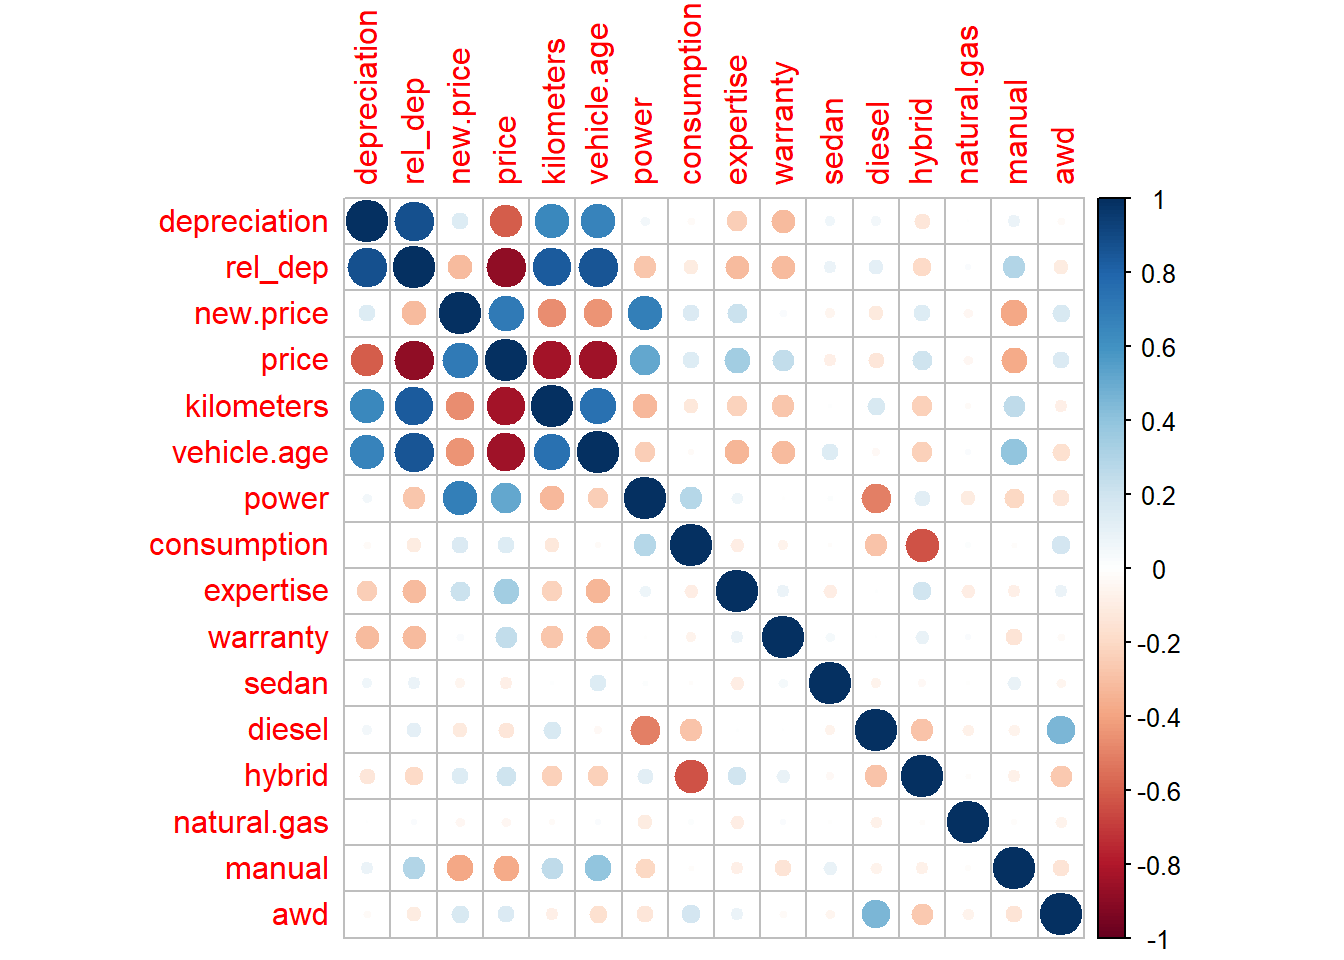 depreciation
rel_dep
new.price
price
kilometers
vehicle.age
power
consumption
expertise
warranty
sedan
diesel
hybrid
natural.gas
manual
awd
depreciation
rel_dep
new.price
price
kilometers
vehicle.age
power
consumption
expertise
warranty
sedan
diesel
hybrid
natural.gas
manual
awd
1
0.8
0.6
0.4
0.2
0
-0.2
-0.4
-0.6
-0.8
-1